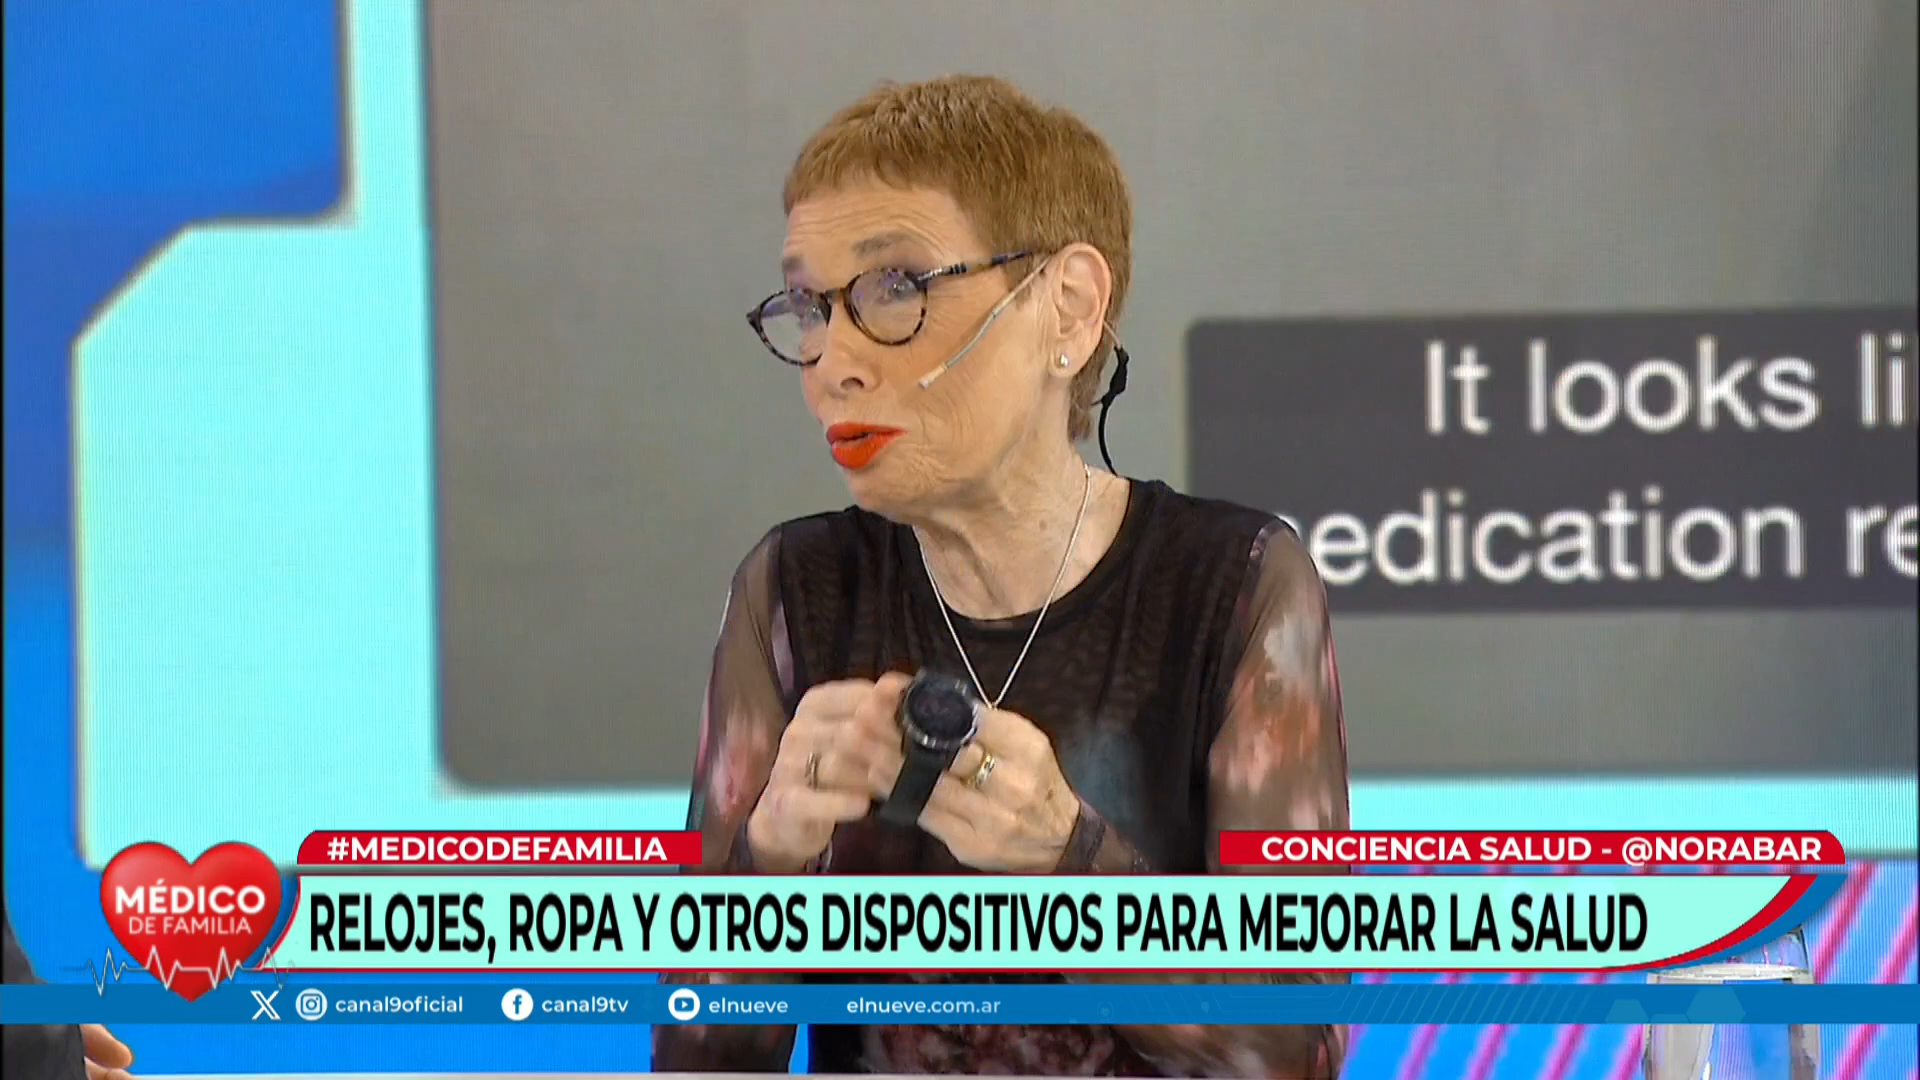 It looks li
medication re
#MEDICODEFAMILIA
CONCIENCIA SALUD - @NORABAR
MÉDICO
DE FAMILIA
RELOJES, ROPA Y OTROS DISPOSITIVOS PARA MEJORAR LA SALUD
canal9oficial
canal9tv
elnueve
elnueve.com.ar